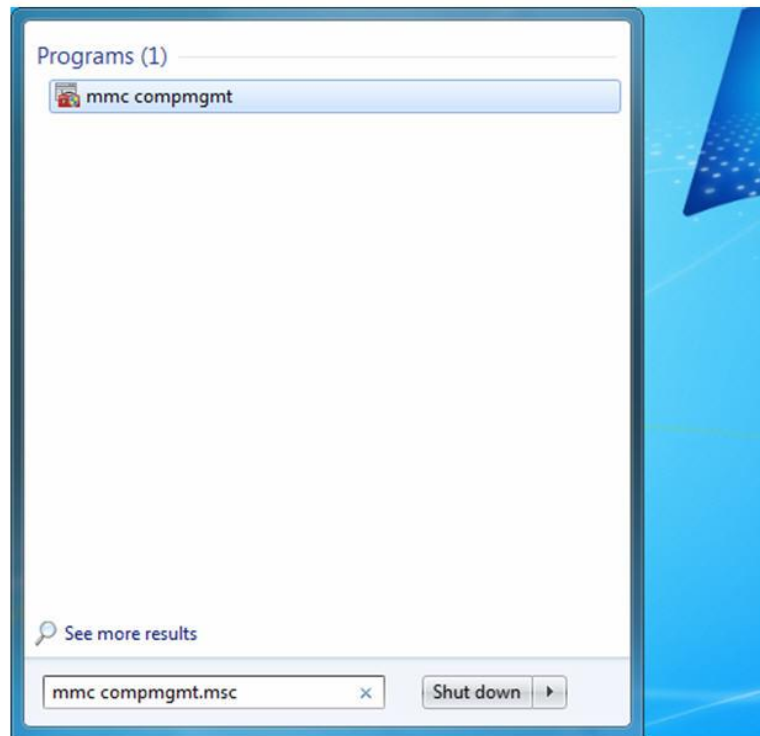 Programs (1)
mmc compmgmt
See more results
mmc compmgmt.msc
Shut down